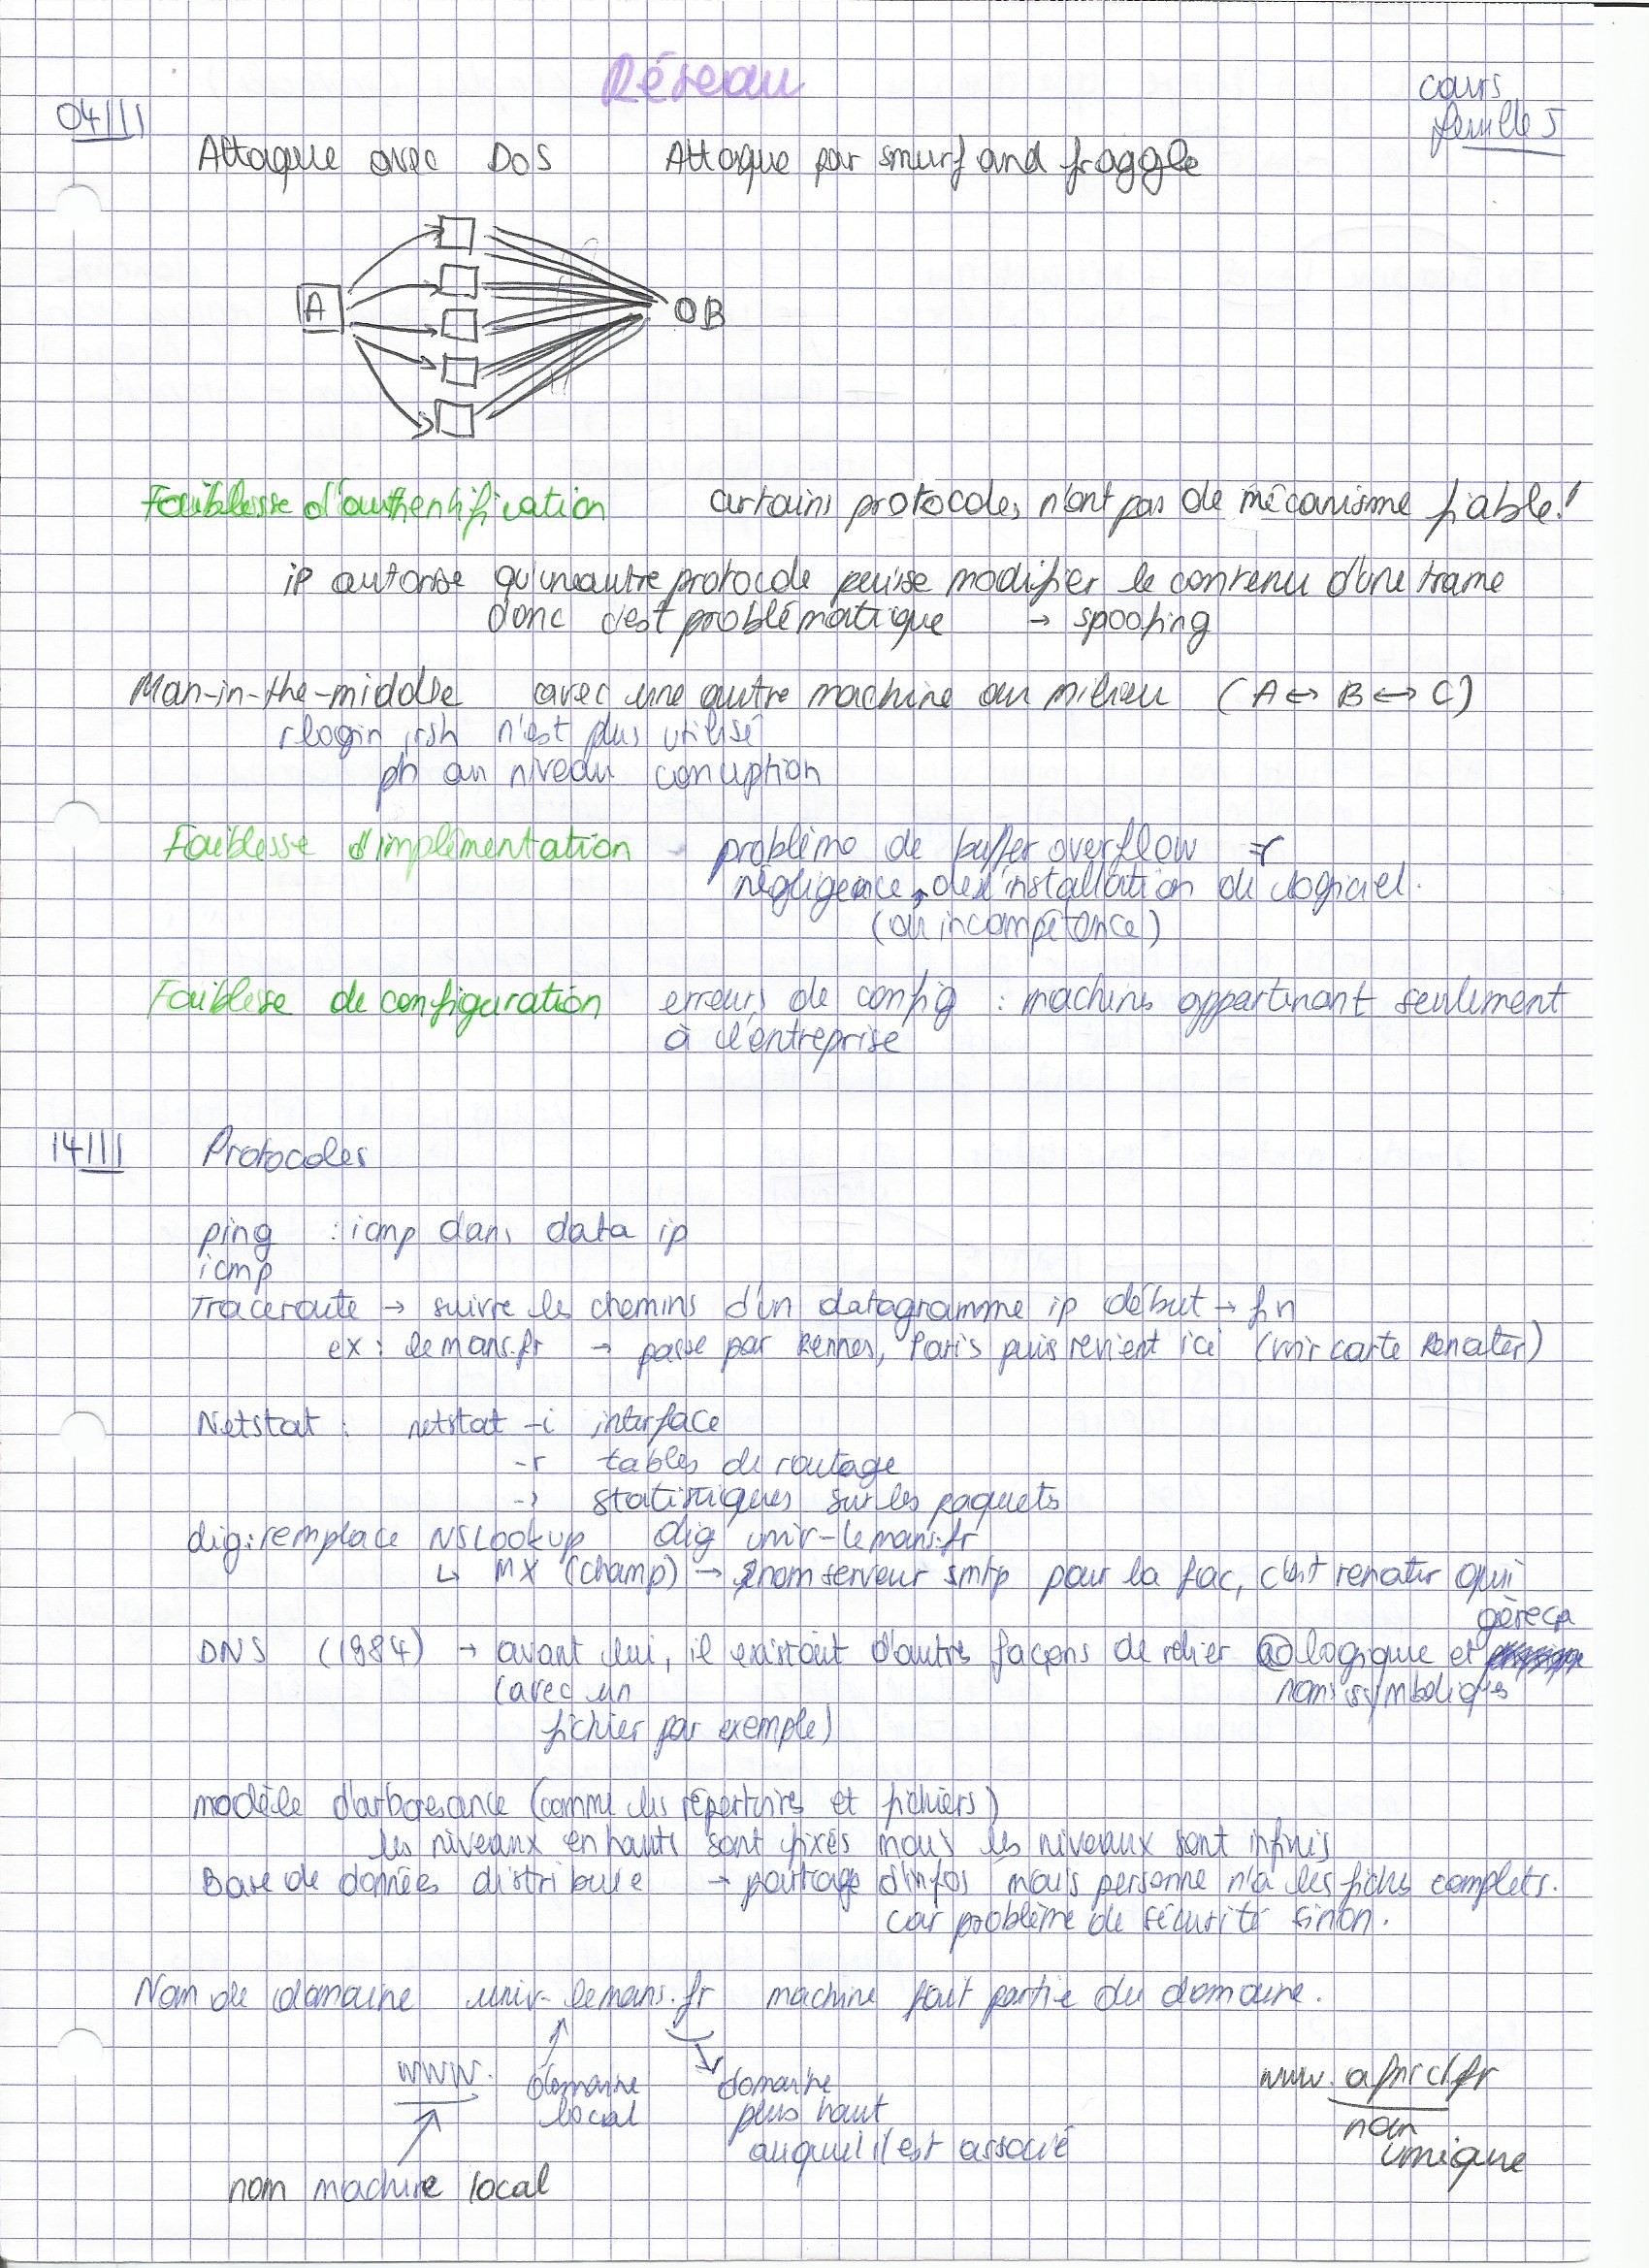 Réseau
cours
feuille 5
04/11
Attaque avec DoS Attaque par smurf and fraggle
A
B
Faiblesse d'authentification certains protocoles n'ont pas de mécanisme fiable!
ip autorise qu'un autre protocole puisse modifier le contenu d'une trame
donc c'est problématique → spoofing
Man-in-the-middle avec une autre machine au milieu (A ↔ B ↔ C)
rlogin, rsh n'est plus utilisé
pb au niveau corruption
Faiblesse d'implémentation problème de buffer overflow
négligence de l'installation de logiciel.
(ou incompétence)
Faiblesse de configuration erreurs de config : machines appartenant seulement
à l'entreprise
14/11 Protocoles
ping : icmp dans data ip
icmp
Traceroute → suivre les chemins d'un datagramme ip début → fin
ex : lemans.fr → passe par Rennes, Paris puis revient ici (voir carte Renater)
Netstat : netstat -i interface
-r tables de routage
-s statistiques sur les paquets
dig : remplace NSLookup dig univ-lemans.fr
↳ MX (champ) → nom serveur smtp pour la fac, c'est renater qui
gère ça
DNS (1984) → avant lui, il existait d'autres façons de relier @ logique et
(avec un noms symboliques
fichier par exemple)
modèle d'arborescance (comme les répertoires et fichiers)
les niveaux en hauts sont fixés mais les niveaux sont infinis
Base de données distribuée → partage d'infos mais personne n'a les fichs complets.
car problème de sécurité sinon.
Nom de domaine univ-lemans.fr machine fait partie du domaine.
www. domaine domaine www.afnic.fr
local plus haut nom
auquel il est associé unique
nom machine local